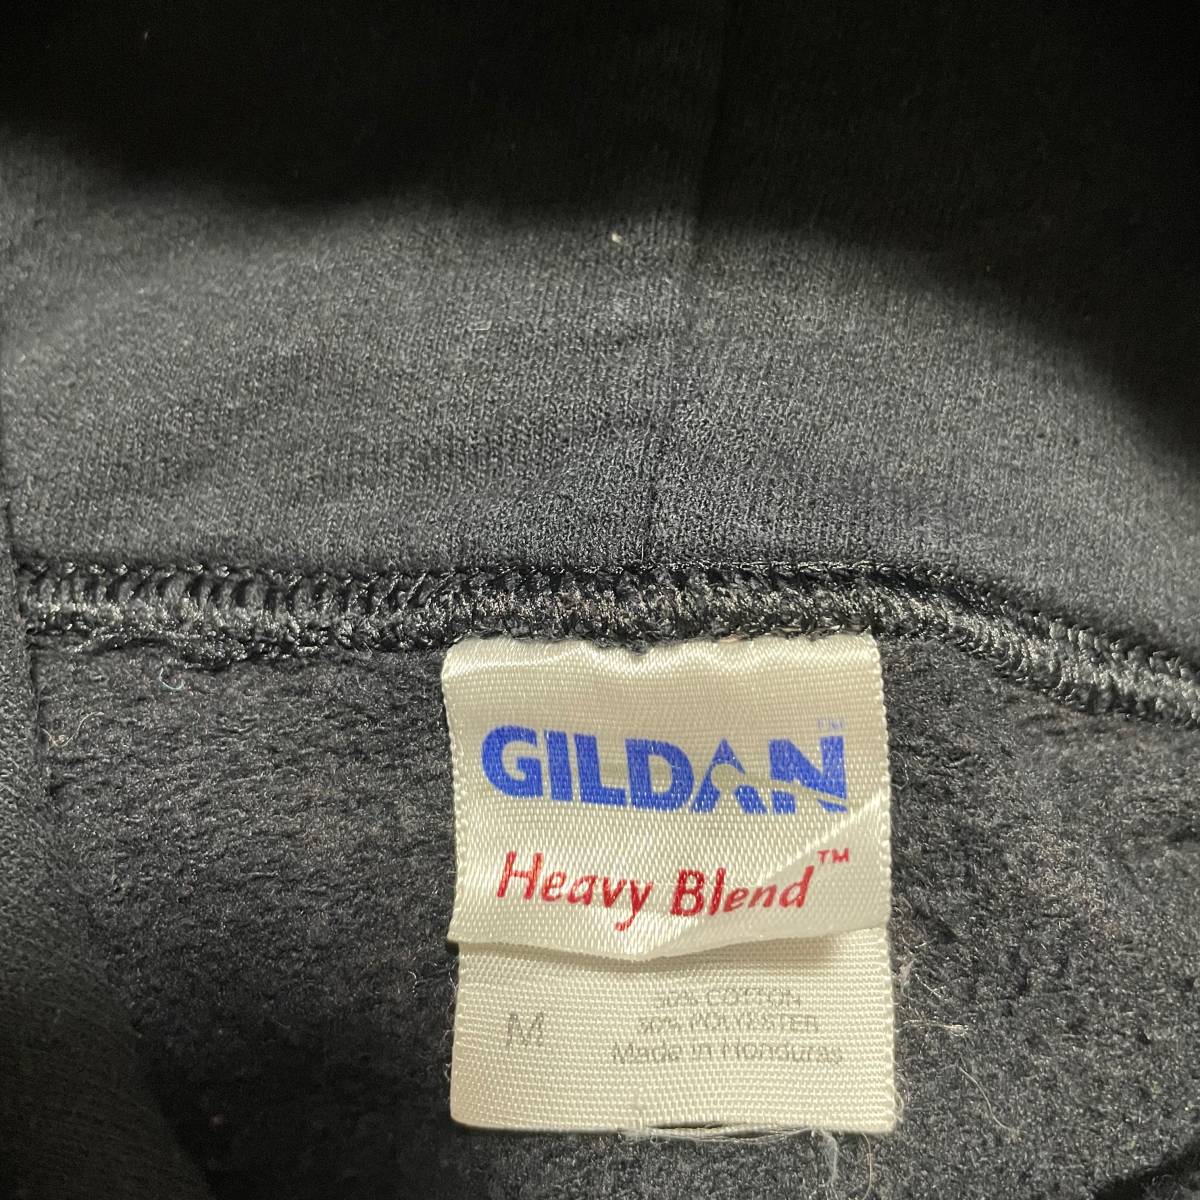 GILDAN™
Heavy Blend™
50% COTTON
50% POLYESTER
M
Made in Honduras